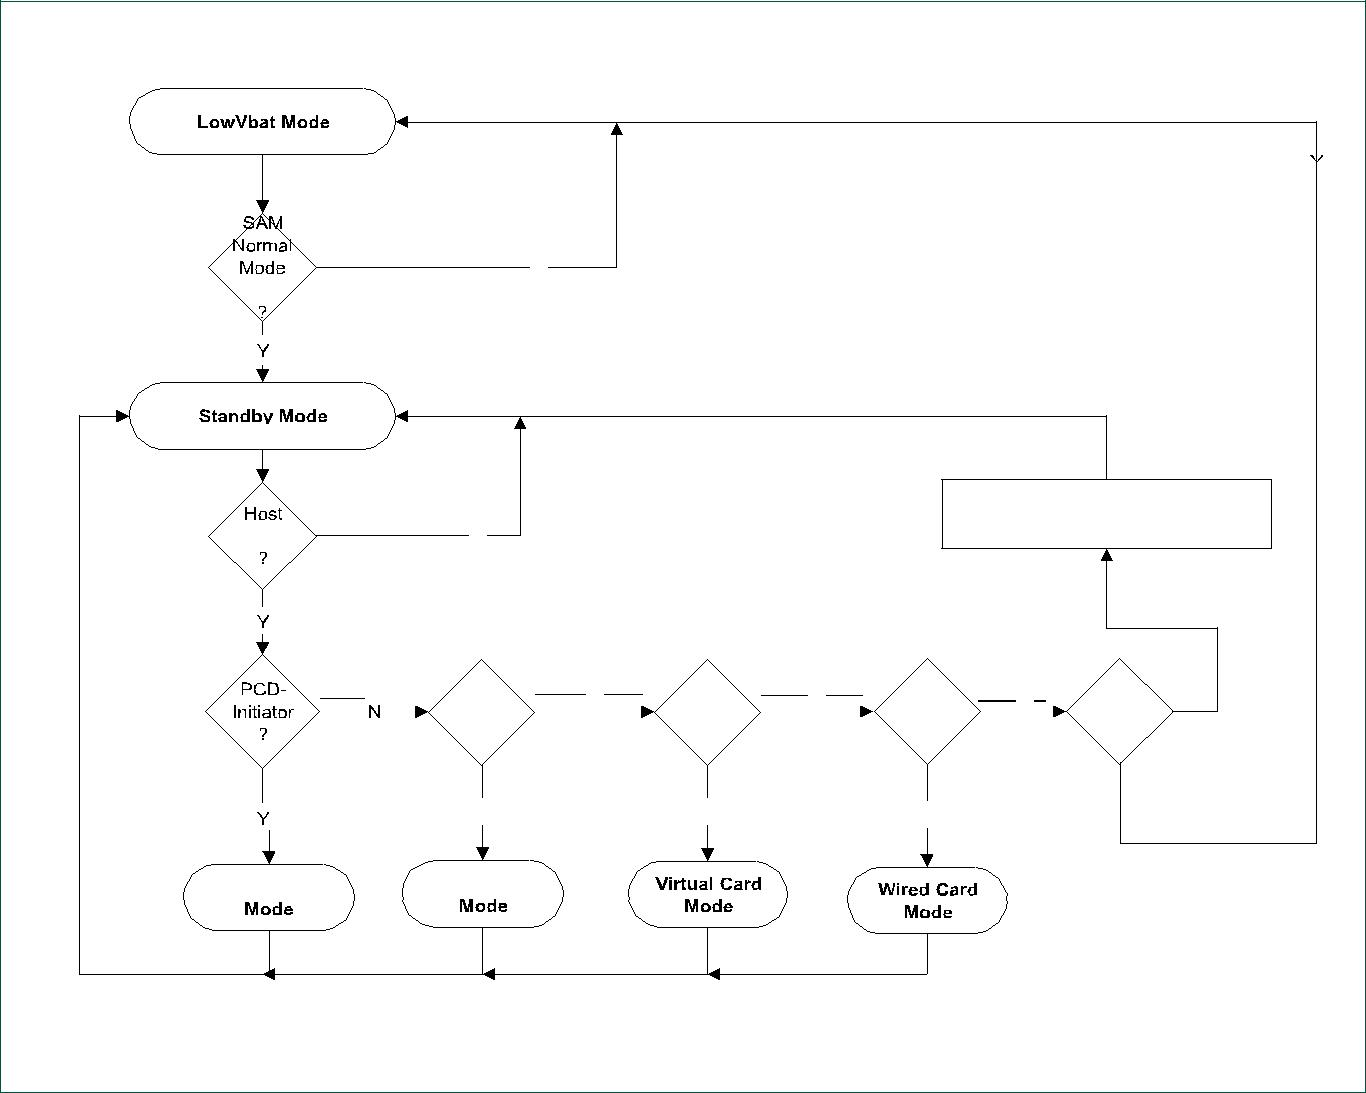 LowVbat Mode
SAM
Normal
Mode
?
Y
Standby Mode
Host
?
Y
PCD-
Initiator
?
N
Y
Mode
Mode
Virtual Card
Mode
Wired Card
Mode